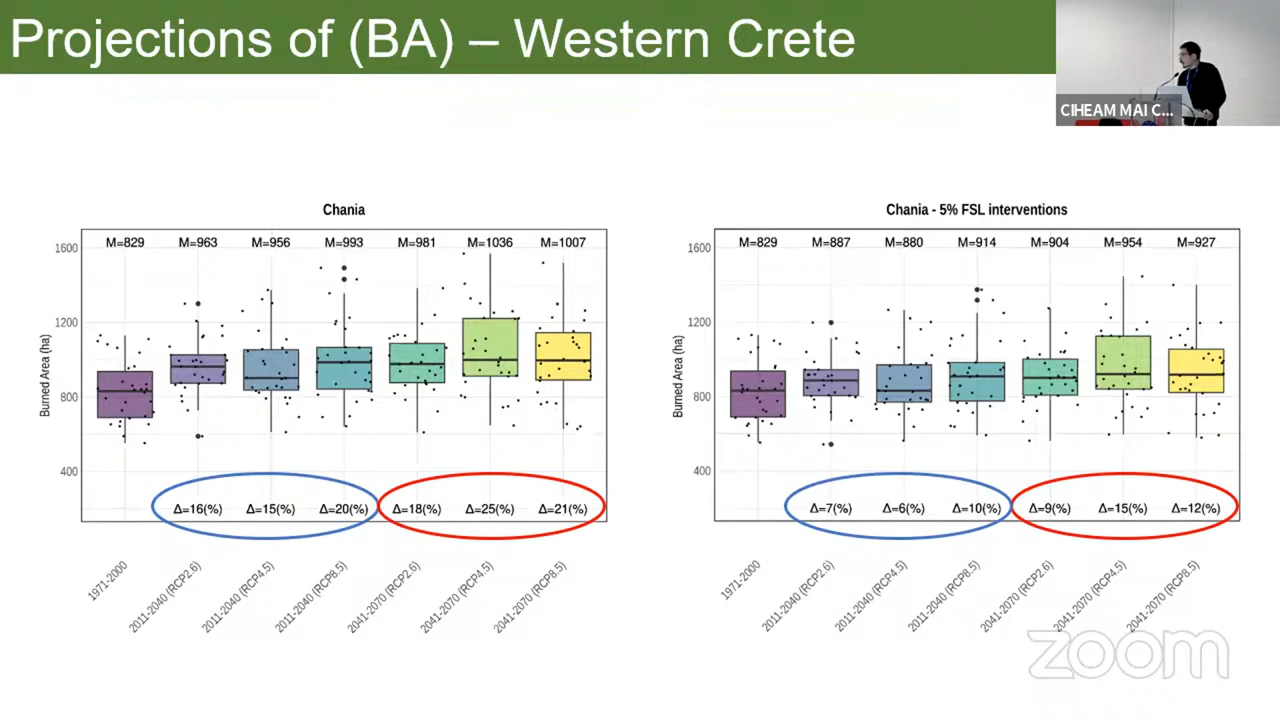 Projections of (BA) – Western Crete
CIHEAM MAI C...
Chania
M=829 M=963 M=956 M=993 M=981 M=1036 M=1007
1600
1200
800
400
Burned Area (ha)
Δ=16(%) Δ=15(%) Δ=20(%) Δ=18(%) Δ=25(%) Δ=21(%)
1971-2000
2011-2040 (RCP2.6)
2011-2040 (RCP4.5)
2011-2040 (RCP8.5)
2041-2070 (RCP2.6)
2041-2070 (RCP4.5)
2041-2070 (RCP8.5)
Chania - 5% FSL interventions
M=829 M=887 M=880 M=914 M=904 M=954 M=927
1600
1200
800
400
Burned Area (ha)
Δ=7(%) Δ=6(%) Δ=10(%) Δ=9(%) Δ=15(%) Δ=12(%)
1971-2000
2011-2040 (RCP2.6)
2011-2040 (RCP4.5)
2011-2040 (RCP8.5)
2041-2070 (RCP2.6)
2041-2070 (RCP4.5)
2041-2070 (RCP8.5)
zoom